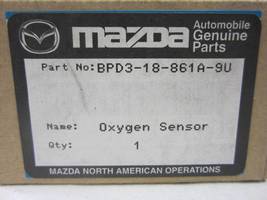 mazda
Automobile
Genuine
Parts
Part No:BPD3-18-861A-9U
Name: Oxygen Sensor
Qty: 1
MAZDA NORTH AMERICAN OPERATIONS